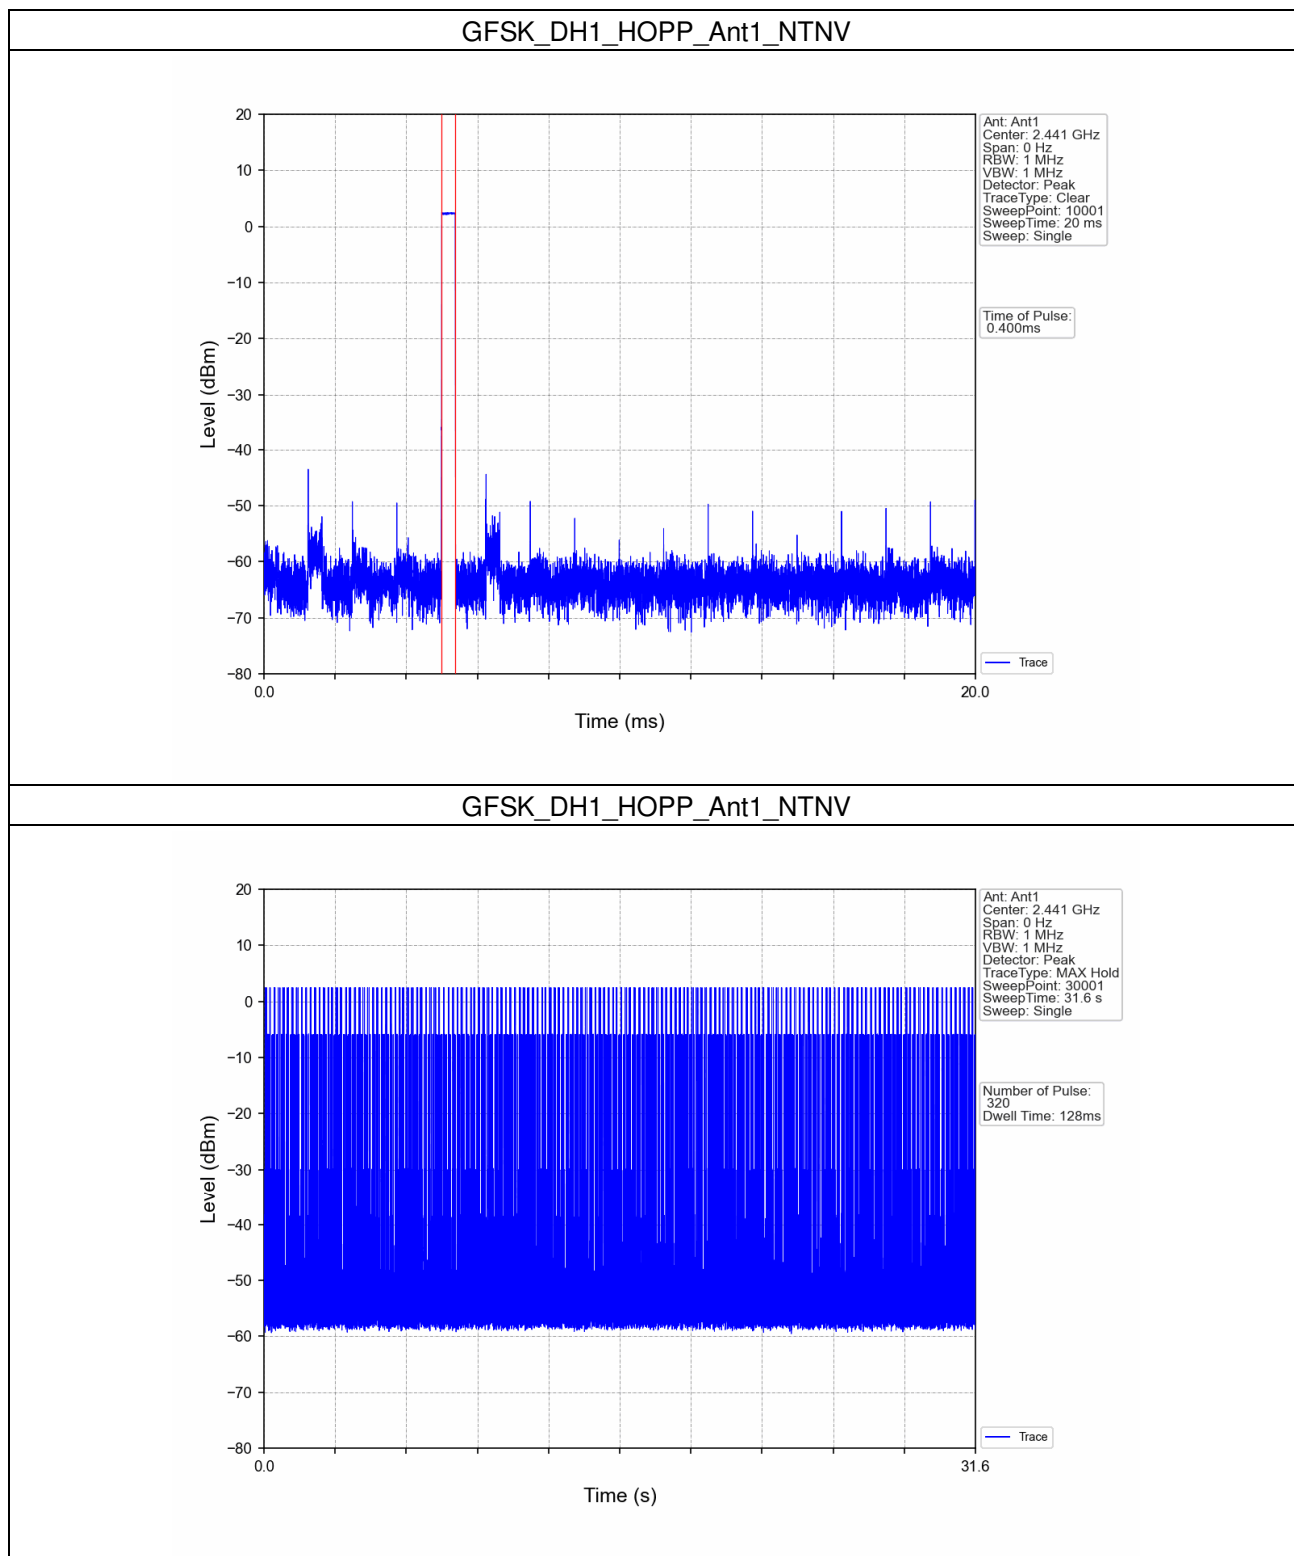 GFSK_DH1_HOPP_Ant1_NTNV
20
10
0
−10
−20
−30
−40
−50
−60
−70
−80
Level (dBm)
0.0
20.0
Time (ms)
Ant: Ant1
Center: 2.441 GHz
Span: 0 Hz
RBW: 1 MHz
VBW: 1 MHz
Detector: Peak
TraceType: Clear
SweepPoint: 10001
SweepTime: 20 ms
Sweep: Single
Time of Pulse:
0.400ms
Trace
GFSK_DH1_HOPP_Ant1_NTNV
20
10
0
−10
−20
−30
−40
−50
−60
−70
−80
Level (dBm)
0.0
31.6
Time (s)
Ant: Ant1
Center: 2.441 GHz
Span: 0 Hz
RBW: 1 MHz
VBW: 1 MHz
Detector: Peak
TraceType: MAX Hold
SweepPoint: 30001
SweepTime: 31.6 s
Sweep: Single
Number of Pulse:
320
Dwell Time: 128ms
Trace